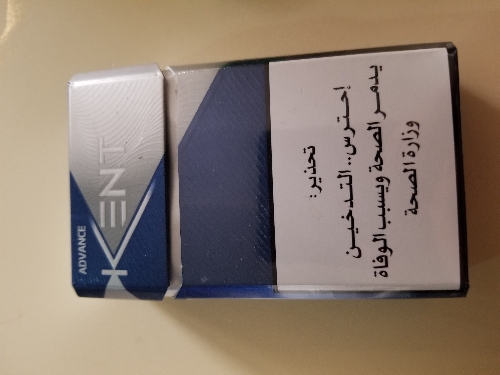 KENT
ADVANCE
تحذير:
إحترس.. التدخين
يدمر الصحة ويسبب الوفاة
وزارة الصحة